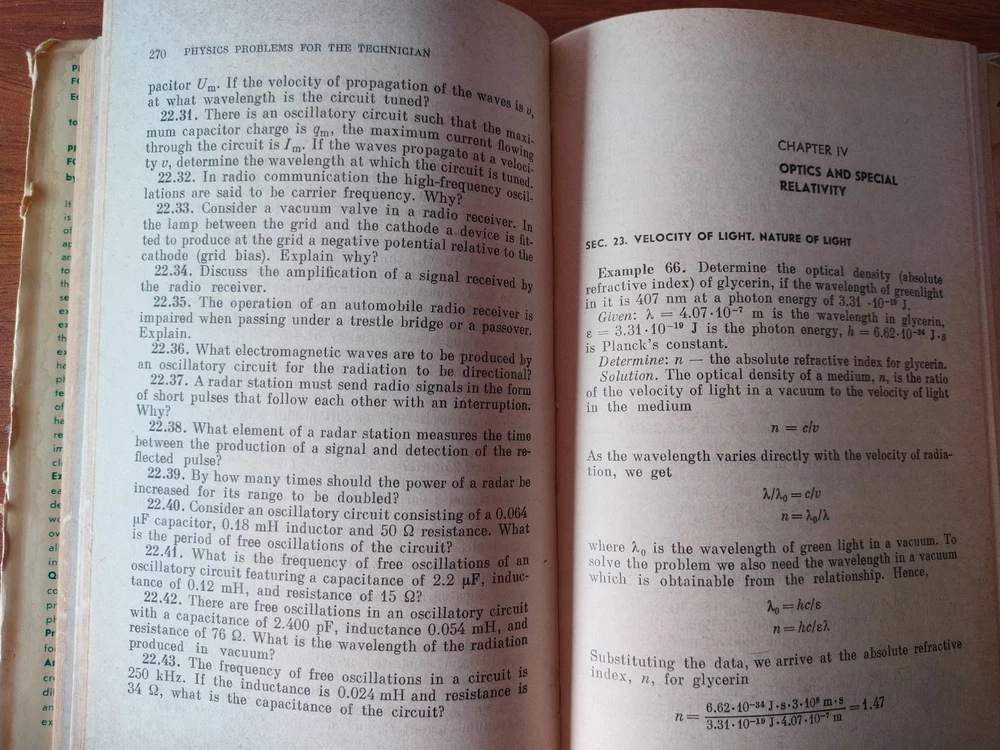 270 PHYSICS PROBLEMS FOR THE TECHNICIAN
pacitor Um. If the velocity of propagation of the waves is v,
at what wavelength is the circuit tuned?
22.31. There is an oscillatory circuit such that the maxi-
mum capacitor charge is qm, the maximum current flowing
through the circuit is Im. If the waves propagate at a veloci-
ty v, determine the wavelength at which the circuit is tuned.
22.32. In radio communication the high-frequency oscil-
lations are said to be carrier frequency. Why?
22.33. Consider a vacuum valve in a radio receiver. In
the lamp between the grid and the cathode a device is fit-
ted to produce at the grid a negative potential relative to the
cathode (grid bias). Explain why?
22.34. Discuss the amplification of a signal received by
the radio receiver.
22.35. The operation of an automobile radio receiver is
impaired when passing under a trestle bridge or a passover.
Explain.
22.36. What electromagnetic waves are to be produced by
an oscillatory circuit for the radiation to be directional?
22.37. A radar station must send radio signals in the form
of short pulses that follow each other with an interruption.
Why?
22.38. What element of a radar station measures the time
between the production of a signal and detection of the re-
flected pulse?
22.39. By how many times should the power of a radar be
increased for its range to be doubled?
22.40. Consider an oscillatory circuit consisting of a 0.064
μF capacitor, 0.18 mH inductor and 50 Ω resistance. What
is the period of free oscillations of the circuit?
22.41. What is the frequency of free oscillations of an
oscillatory circuit featuring a capacitance of 2.2 μF, induc-
tance of 0.12 mH, and resistance of 15 Ω?
22.42. There are free oscillations in an oscillatory circuit
with a capacitance of 2.400 pF, inductance 0.054 mH, and
resistance of 76 Ω. What is the wavelength of the radiation
produced in vacuum?
22.43. The frequency of free oscillations in a circuit is
250 kHz. If the inductance is 0.024 mH and resistance is
34 Ω, what is the capacitance of the circuit?
CHAPTER IV
OPTICS AND SPECIAL
RELATIVITY
SEC. 23. VELOCITY OF LIGHT. NATURE OF LIGHT
Example 66. Determine the optical density (absolute
refractive index) of glycerin, if the wavelength of greenlight
in it is 407 nm at a photon energy of 3.31 ·10⁻¹⁹ J.
Given: λ = 4.07·10⁻⁷ m is the wavelength in glycerin,
ε = 3.31·10⁻¹⁹ J is the photon energy, h = 6.62·10⁻³⁴ J·s
is Planck's constant.
Determine: n — the absolute refractive index for glycerin.
Solution. The optical density of a medium, n, is the ratio
of the velocity of light in a vacuum to the velocity of light
in the medium
n = c/v
As the wavelength varies directly with the velocity of radia-
tion, we get
λ/λ₀ = c/v
n = λ₀/λ
where λ₀ is the wavelength of green light in a vacuum. To
solve the problem we also need the wavelength in a vacuum
which is obtainable from the relationship. Hence,
λ₀ = hc/ε
n = hc/ελ
Substituting the data, we arrive at the absolute refractive
index, n, for glycerin
n = 6.62·10⁻³⁴ J·s·3·10⁸ m·s / 3.31·10⁻¹⁹ J·4.07·10⁻⁷ m = 1.47